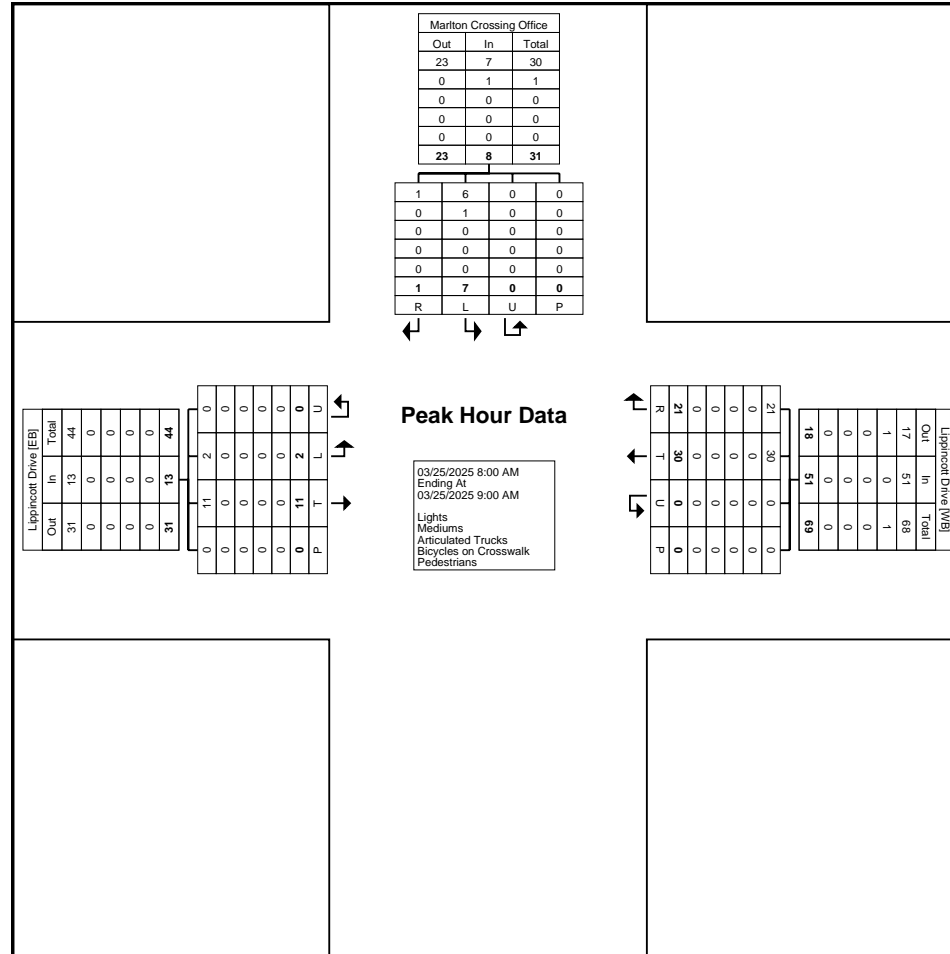 Marlton Crossing Office
Out In Total
23 7 30
0 1 1
0 0 0
0 0 0
0 0 0
23 8 31
1 6 0 0
0 1 0 0
0 0 0 0
0 0 0 0
0 0 0 0
1 7 0 0
R L U P
Lippincott Drive [EB]
Total In Out
44 13 31
0 0 0
0 0 0
0 0 0
0 0 0
44 13 31
0 2 11 0
0 0 0 0
0 0 0 0
0 0 0 0
0 0 0 0
0 2 11 0
U L T P
Peak Hour Data
03/25/2025 8:00 AM
Ending At
03/25/2025 9:00 AM
Lights
Mediums
Articulated Trucks
Bicycles on Crosswalk
Pedestrians
R T U P
21 30 0 0
0 0 0 0
0 0 0 0
0 0 0 0
0 0 0 0
21 30 0 0
Lippincott Drive [WB]
Out In Total
17 51 68
1 0 1
0 0 0
0 0 0
0 0 0
18 51 69